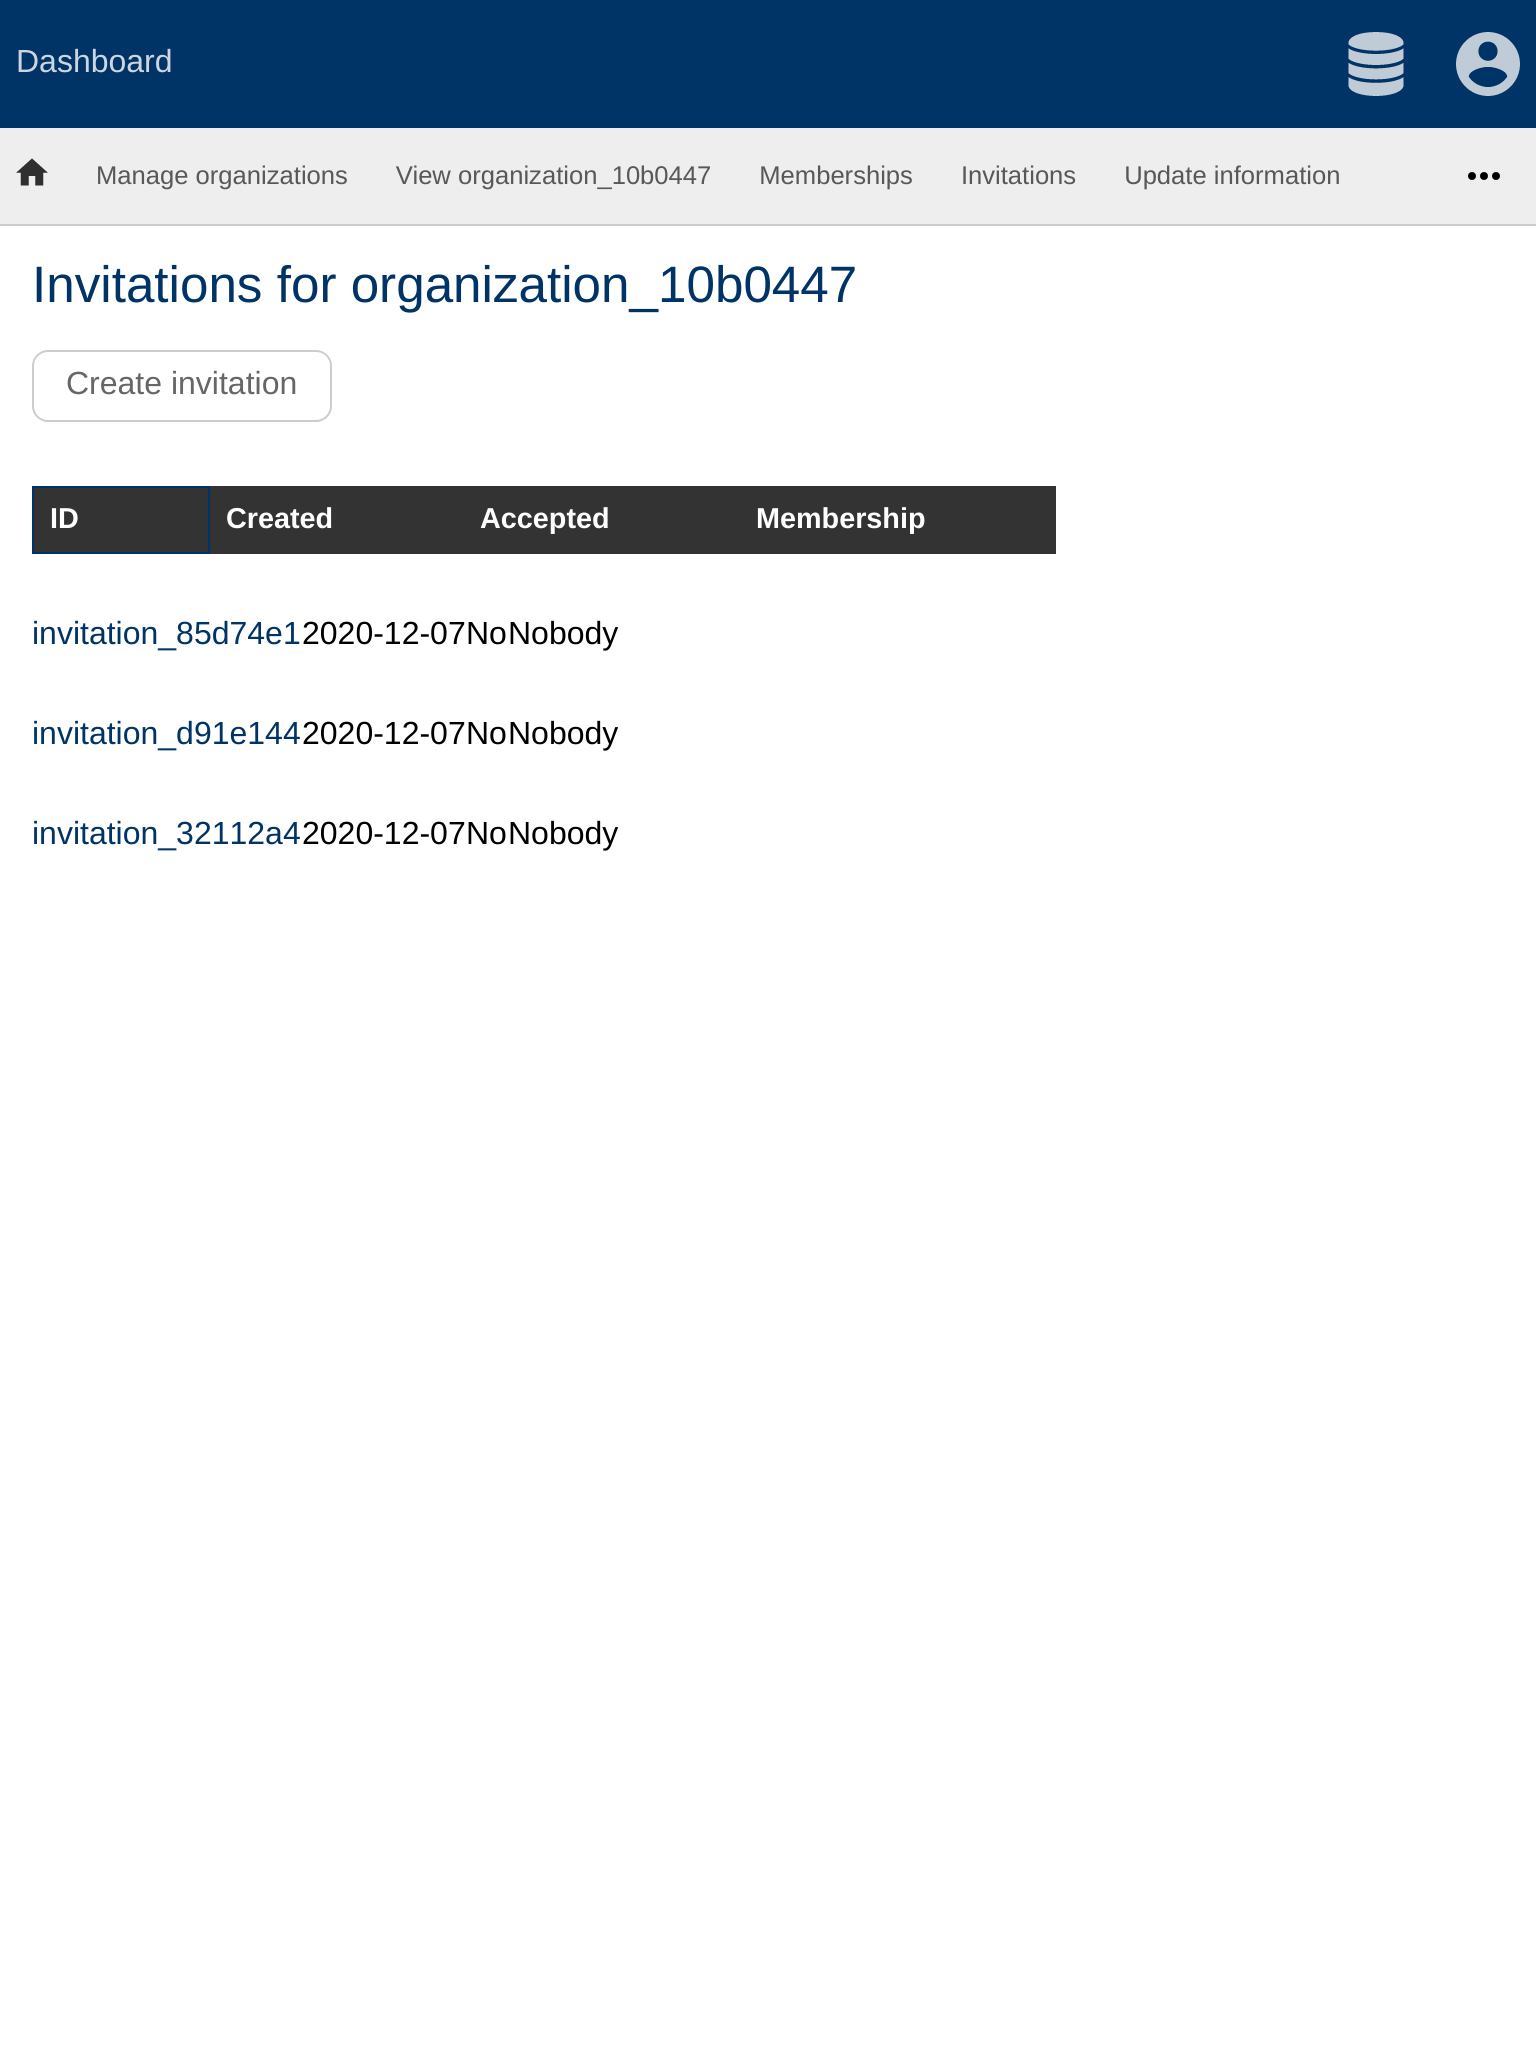 Dashboard
Manage organizations View organization_10b0447 Memberships Invitations Update information
Invitations for organization_10b0447
Create invitation
ID Created Accepted Membership
invitation_85d74e12020-12-07NoNobody
invitation_d91e1442020-12-07NoNobody
invitation_32112a42020-12-07NoNobody